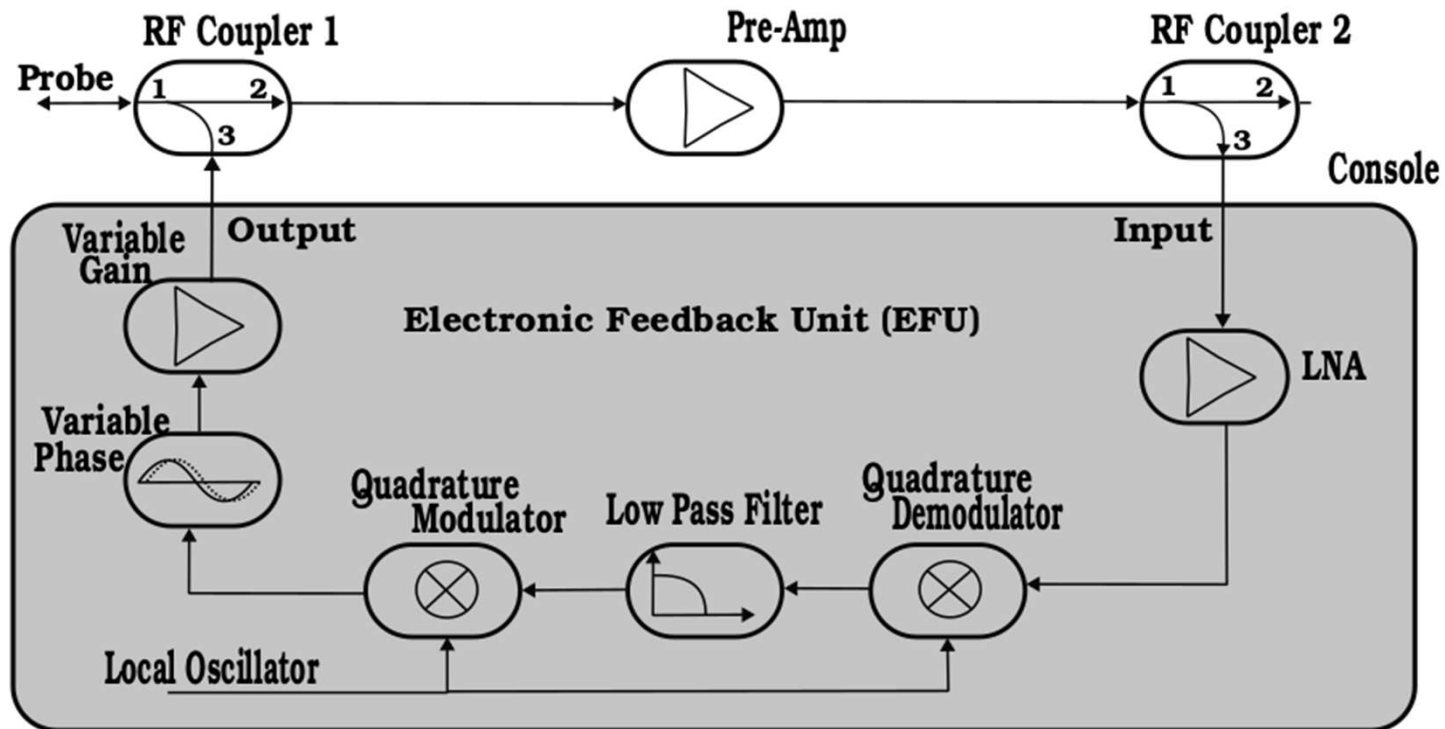 RF Coupler 1
Pre-Amp
RF Coupler 2
Probe
1 2
3
1 2
3
Console
Output
Input
Variable
Gain
Electronic Feedback Unit (EFU)
LNA
Variable
Phase
Quadrature
Modulator
Low Pass Filter
Quadrature
Demodulator
Local Oscillator